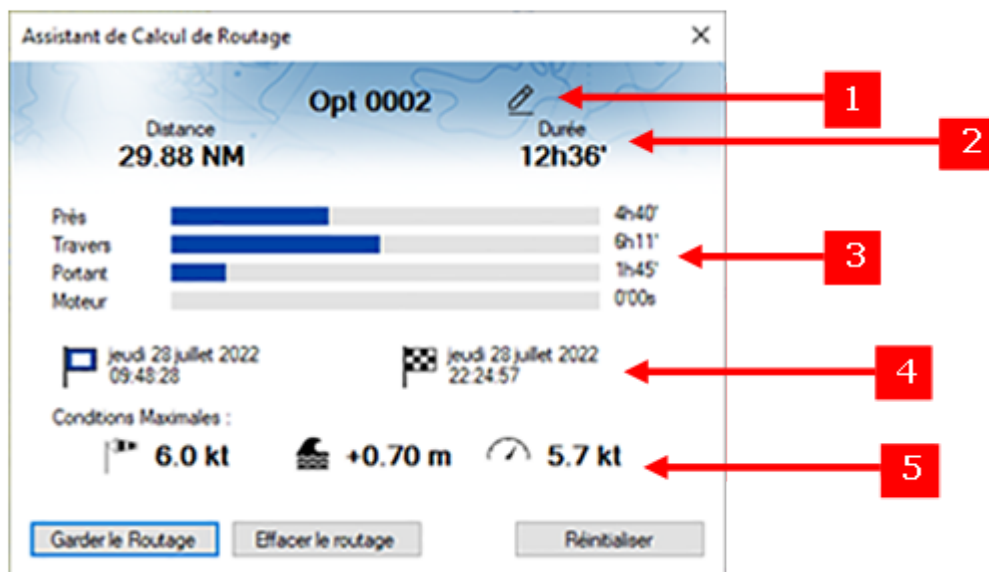 Assistant de Calcul de Routage
Opt 0002
1
Distance
Durée
2
29.88 NM
12h36'
Près 4h40'
Travers 6h11'
3
Portant 1h45'
Moteur 0'00s
jeudi 28 juillet 2022
jeudi 28 juillet 2022
09:48:28
22:24:57
4
Conditions Maximales :
6.0 kt
+0.70 m
5.7 kt
5
Garder le Routage
Effacer le routage
Réinitialiser